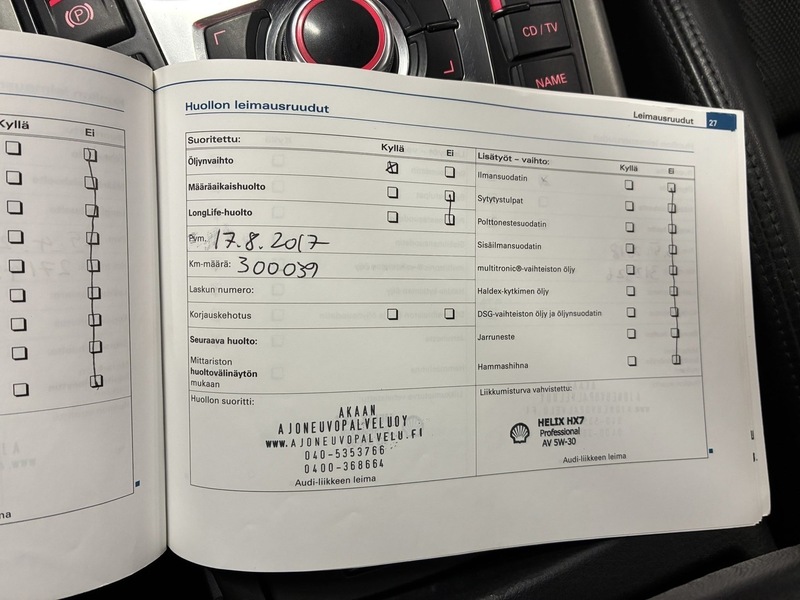 CD / TV
NAME
Kyllä
Ei
Huollon leimausruudut
Leimausruudut 27
Suoritettu:
Kyllä
Ei
Öljynvaihto
Määräaikaishuolto
LongLife-huolto
Pvm. 17.8.2017
Km-määrä: 300039
Laskun numero:
Korjauskehotus
Seuraava huolto:
Mittariston
huoltovälinäytön
mukaan
Huollon suoritti:
AKAAN
AJONEUVOPALVELUOY
WWW.AJONEUVOPALVELU.FI
040-5353766
0400-368664
Audi-liikkeen leima
Lisätyöt – vaihto:
Kyllä
Ei
Ilmansuodatin
Sytytystulpat
Polttonestesuodatin
Sisäilmansuodatin
multitronic®-vaihteiston öljy
Haldex-kytkimen öljy
DSG-vaihteiston öljy ja öljynsuodatin
Jarruneste
Hammashihna
Liikkumisturva vahvistettu:
HELIX HX7
Professional
AV 5W-30
Audi-liikkeen leima